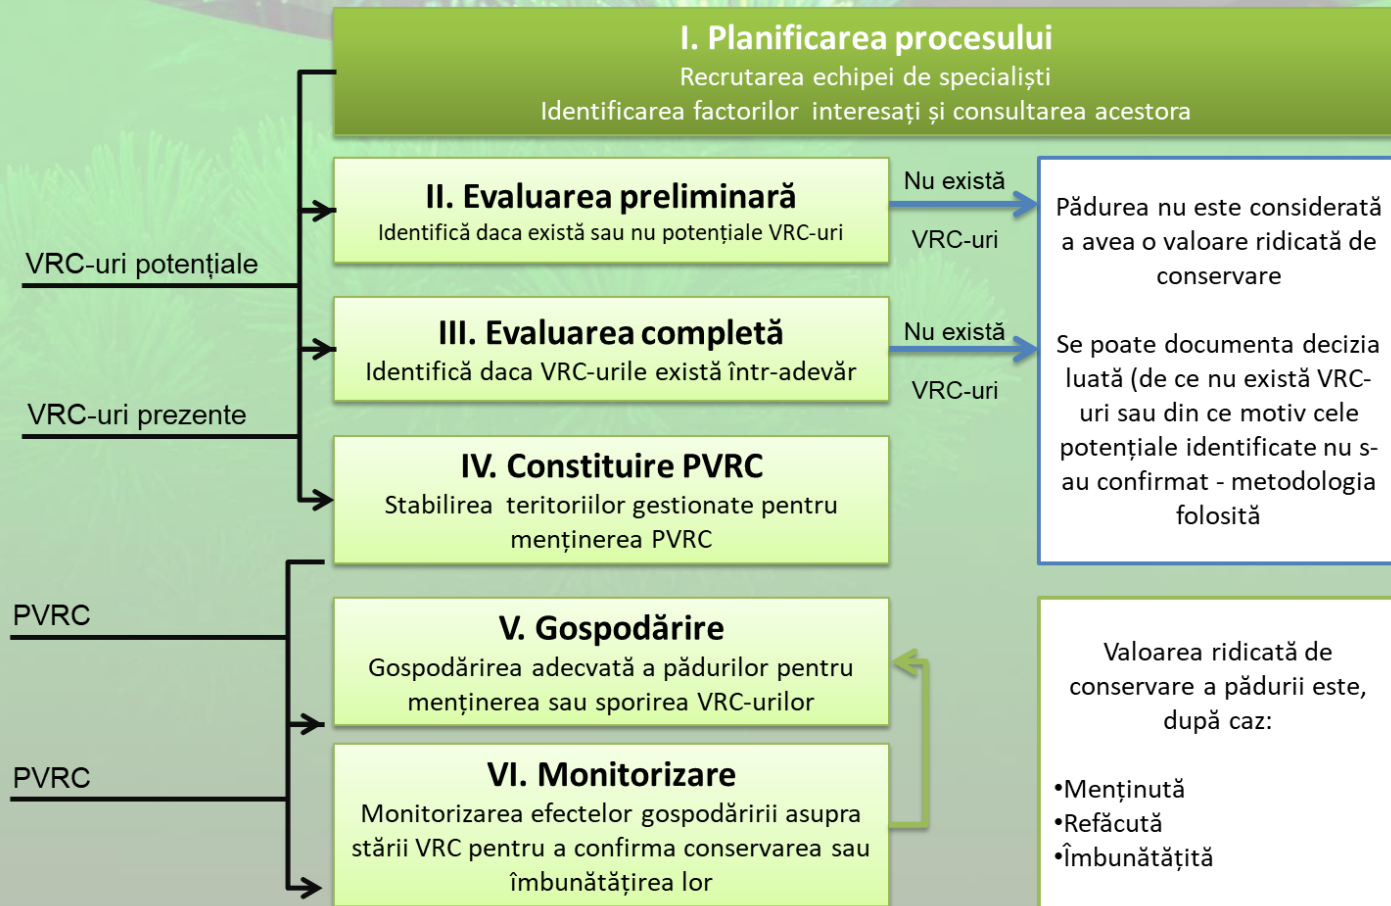 I. Planificarea procesului
Recrutarea echipei de specialiști
Identificarea factorilor interesați și consultarea acestora
II. Evaluarea preliminară
Identifică daca există sau nu potențiale VRC-uri
Nu există
VRC-uri
Pădurea nu este considerată
a avea o valoare ridicată de
conservare
Se poate documenta decizia
luată (de ce nu există VRC-
uri sau din ce motiv cele
potențiale identificate nu s-
au confirmat - metodologia
folosită
VRC-uri potențiale
III. Evaluarea completă
Identifică daca VRC-urile există într-adevăr
Nu există
VRC-uri
VRC-uri prezente
IV. Constituire PVRC
Stabilirea teritoriilor gestionate pentru
menținerea PVRC
PVRC
V. Gospodărire
Gospodărirea adecvată a pădurilor pentru
menținerea sau sporirea VRC-urilor
PVRC
VI. Monitorizare
Monitorizarea efectelor gospodăririi asupra
stării VRC pentru a confirma conservarea sau
îmbunătățirea lor
Valoarea ridicată de
conservare a pădurii este,
după caz:
•Menținută
•Refăcută
•Îmbunătățită